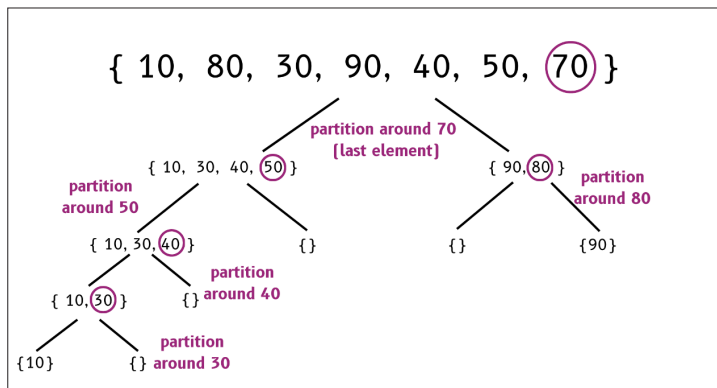 { 10, 80, 30, 90, 40, 50, 70 }
partition around 70
(last element)
{ 10, 30, 40, 50 }
{ 90, 80 }
partition
around 50
partition
around 80
{ 10, 30, 40 }
{}
{}
{90}
partition
around 40
{ 10, 30 }
{}
partition
around 30
{10}
{}